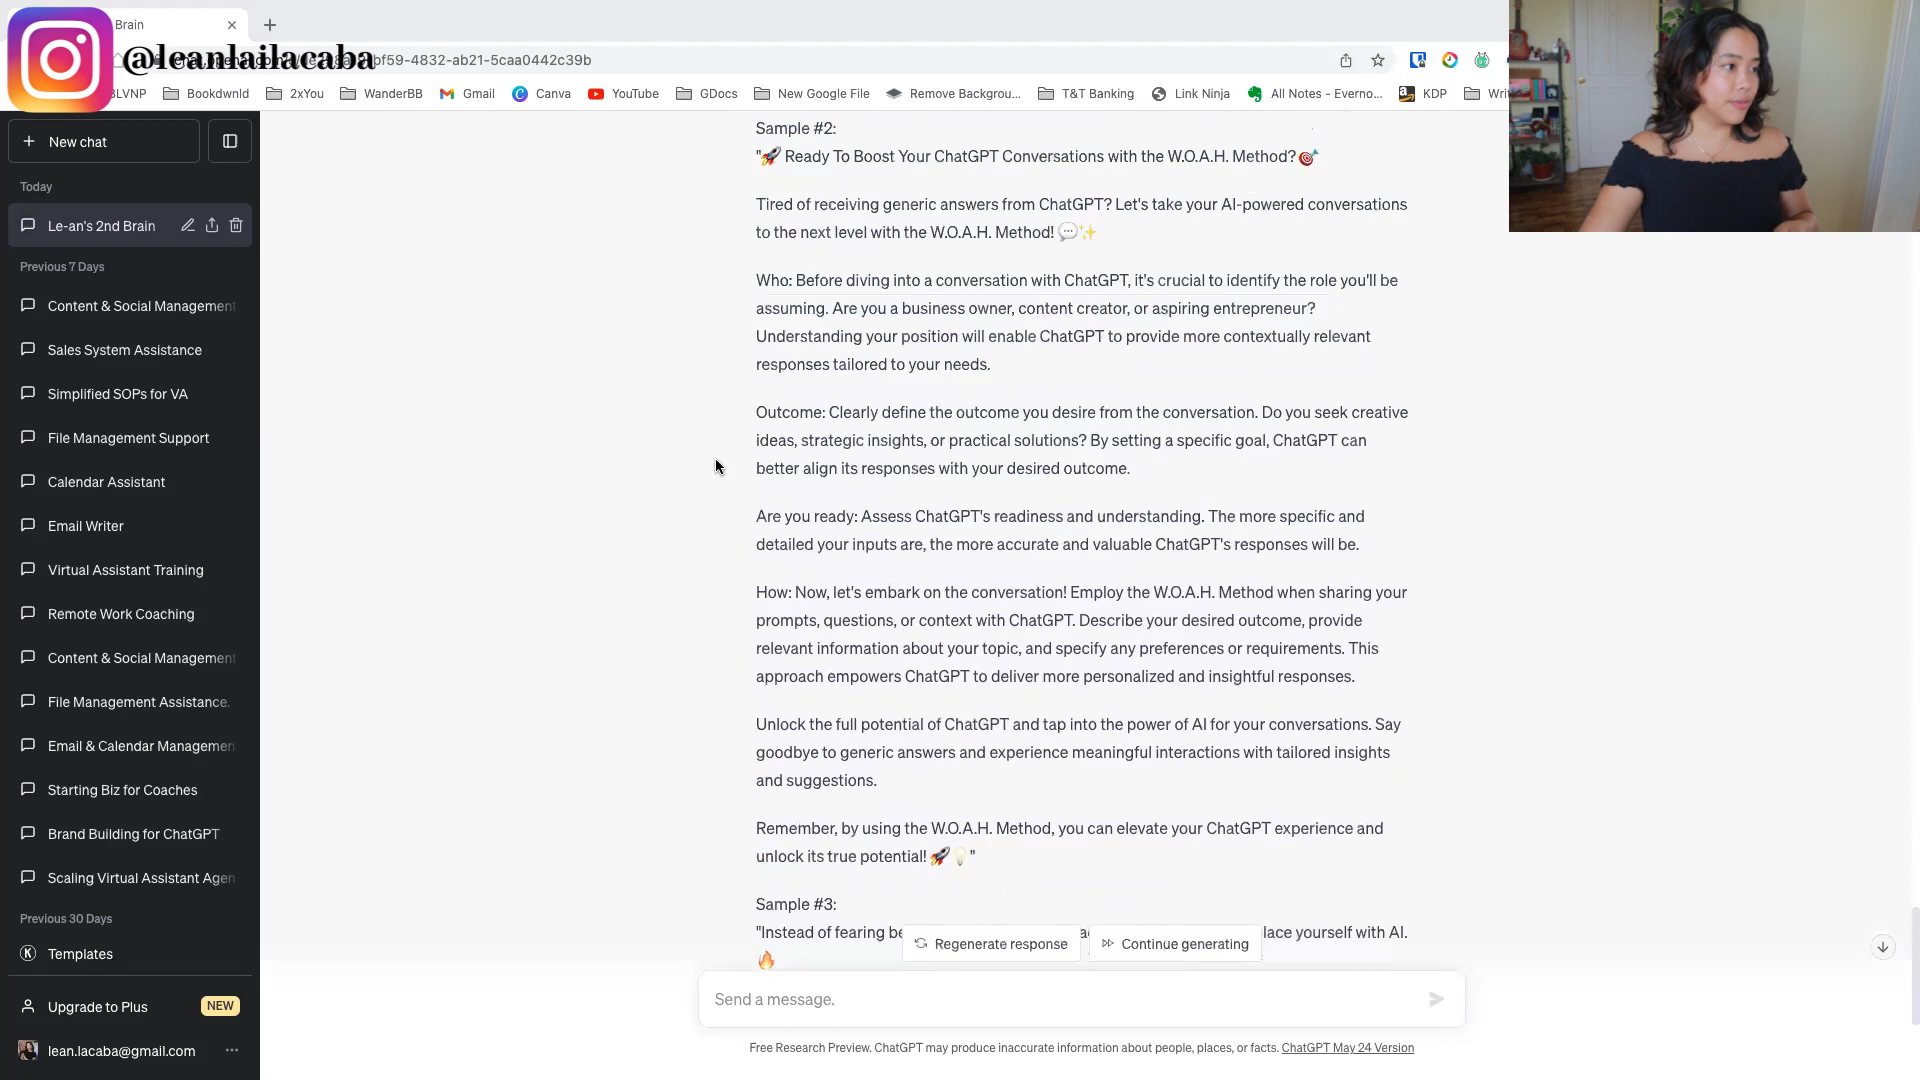 Brain
@leanlailacaba
bf59-4832-ab21-5caa0442c39b
BLVNP
Bookdwnld
2xYou
WanderBB
Gmail
Canva
YouTube
GDocs
New Google File
Remove Backgrou...
T&T Banking
Link Ninja
All Notes - Everno...
KDP
Wri
New chat
Today
Le-an's 2nd Brain
Previous 7 Days
Content & Social Management
Sales System Assistance
Simplified SOPs for VA
File Management Support
Calendar Assistant
Email Writer
Virtual Assistant Training
Remote Work Coaching
Content & Social Management
File Management Assistance.
Email & Calendar Managemen
Starting Biz for Coaches
Brand Building for ChatGPT
Scaling Virtual Assistant Agen
Previous 30 Days
Templates
Upgrade to Plus
NEW
lean.lacaba@gmail.com
Sample #2:
"🚀 Ready To Boost Your ChatGPT Conversations with the W.O.A.H. Method? 🎯
Tired of receiving generic answers from ChatGPT? Let's take your AI-powered conversations
to the next level with the W.O.A.H. Method! 💬✨
Who: Before diving into a conversation with ChatGPT, it's crucial to identify the role you'll be
assuming. Are you a business owner, content creator, or aspiring entrepreneur?
Understanding your position will enable ChatGPT to provide more contextually relevant
responses tailored to your needs.
Outcome: Clearly define the outcome you desire from the conversation. Do you seek creative
ideas, strategic insights, or practical solutions? By setting a specific goal, ChatGPT can
better align its responses with your desired outcome.
Are you ready: Assess ChatGPT's readiness and understanding. The more specific and
detailed your inputs are, the more accurate and valuable ChatGPT's responses will be.
How: Now, let's embark on the conversation! Employ the W.O.A.H. Method when sharing your
prompts, questions, or context with ChatGPT. Describe your desired outcome, provide
relevant information about your topic, and specify any preferences or requirements. This
approach empowers ChatGPT to deliver more personalized and insightful responses.
Unlock the full potential of ChatGPT and tap into the power of AI for your conversations. Say
goodbye to generic answers and experience meaningful interactions with tailored insights
and suggestions.
Remember, by using the W.O.A.H. Method, you can elevate your ChatGPT experience and
unlock its true potential! 🚀💡"
Sample #3:
"Instead of fearing be
lace yourself with AI.
🔥
Regenerate response
Continue generating
Send a message.
Free Research Preview. ChatGPT may produce inaccurate information about people, places, or facts. ChatGPT May 24 Version